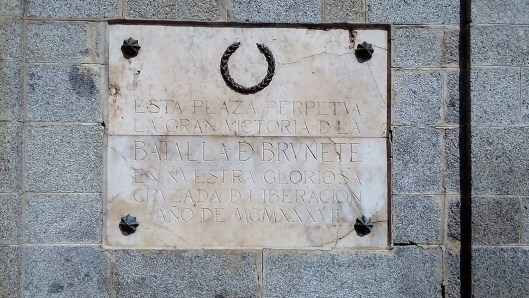 ESTA PLAZA PERPETVA
LA GRAN VICTORIA D LA
BATALLA D BRVNETE
EN NVESTRA GLORIOSA
CRVZADA D LIBERACION
AÑO DE MCMXXXVII